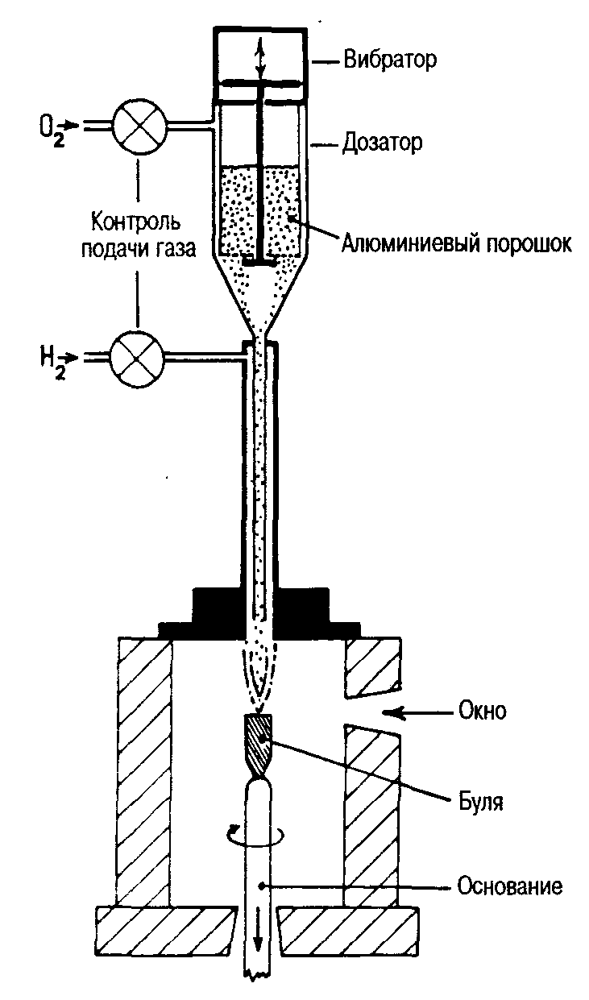 Вибратор
O₂
Дозатор
Контроль
подачи газа
Алюминиевый порошок
H₂
Окно
Буля
Основание